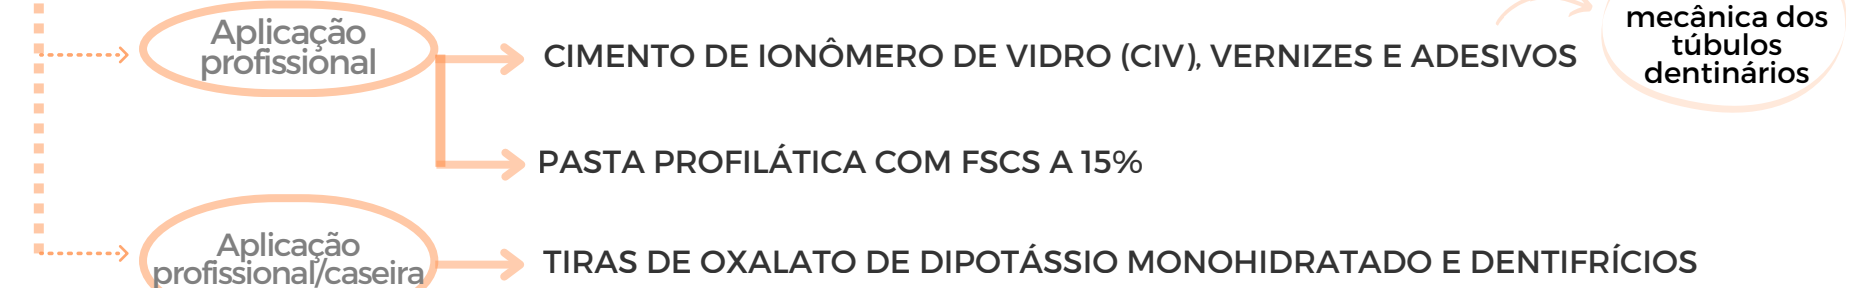 mecânica dos
túbulos
dentinários
Aplicação
profissional
CIMENTO DE IONÔMERO DE VIDRO (CIV), VERNIZES E ADESIVOS
PASTA PROFILÁTICA COM FSCS A 15%
Aplicação
profissional/caseira
TIRAS DE OXALATO DE DIPOTÁSSIO MONOHIDRATADO E DENTIFRÍCIOS